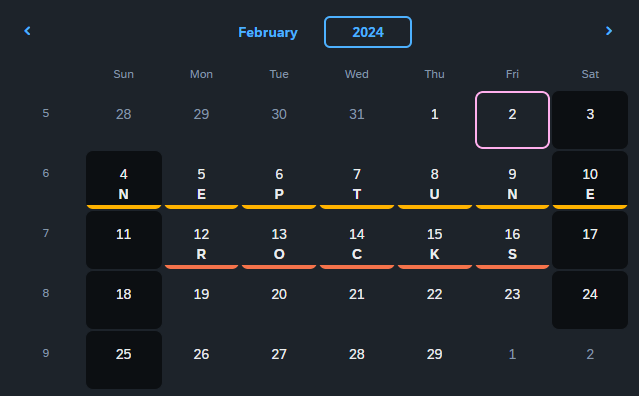 February 2024
Sun Mon Tue Wed Thu Fri Sat
5 28 29 30 31 1 2 3
6 4 5 6 7 8 9 10
N E P T U N E
7 11 12 13 14 15 16 17
R O C K S
8 18 19 20 21 22 23 24
9 25 26 27 28 29 1 2